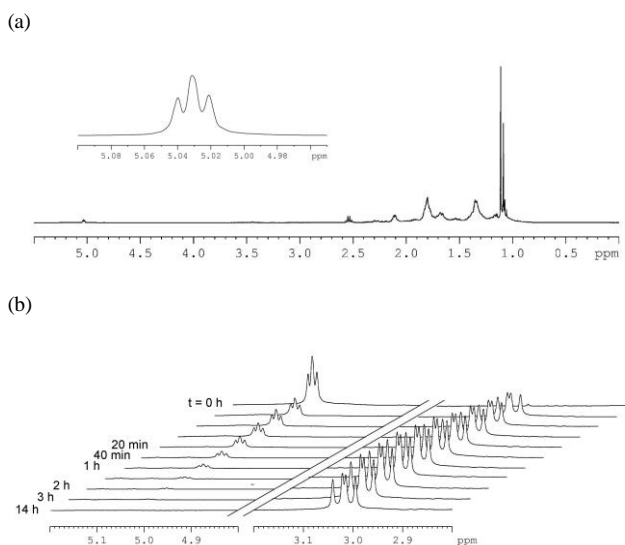 (a)
5.08 5.06 5.04 5.02 5.00 4.98 ppm
5.0 4.5 4.0 3.5 3.0 2.5 2.0 1.5 1.0 0.5 ppm
(b)
t = 0 h
20 min
40 min
1 h
2 h
3 h
14 h
5.1 5.0 4.9 3.1 3.0 2.9 ppm